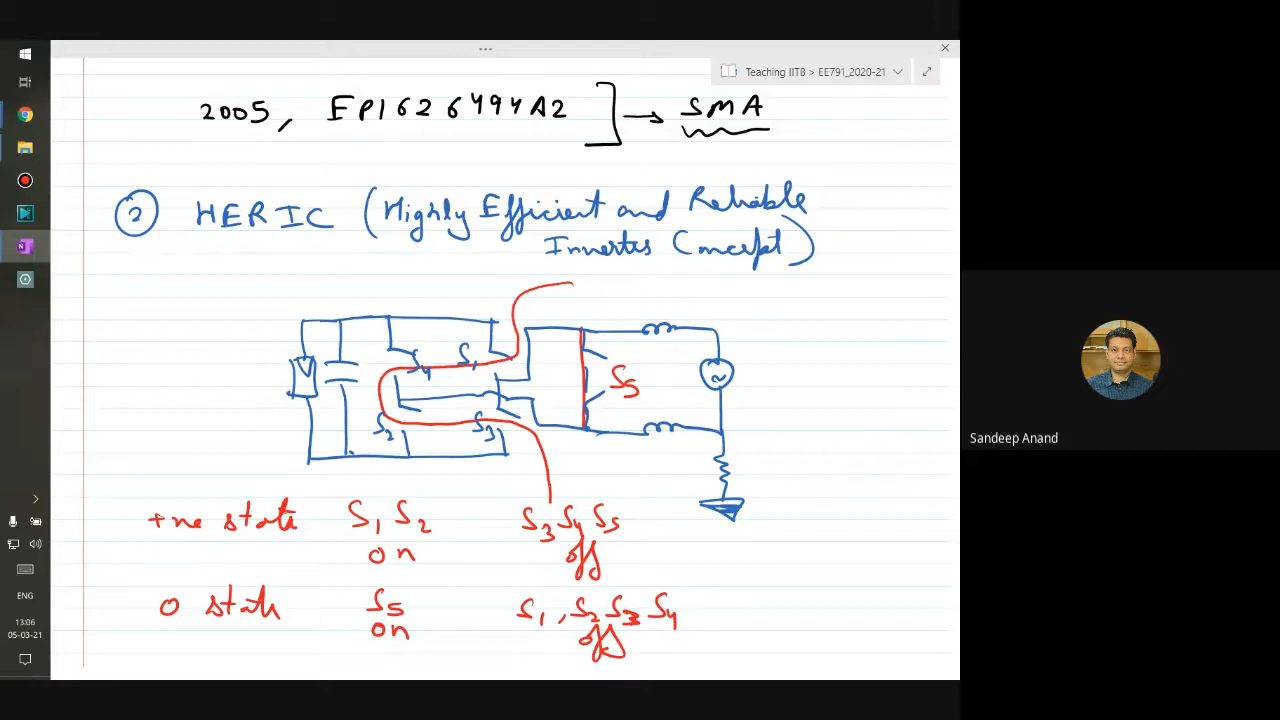 Teaching IITB > EE791_2020-21
2005, EP1626494A2 ] → SMA
② HERIC (Highly Efficient and Reliable
Inverter Concept)
S4 S1
S5
S2 S3
+ve state S1 S2 S3 S4 S5
on off
0 state S5 S1, S2 S3 S4
on off
Sandeep Anand
ENG
13:06
05-03-21